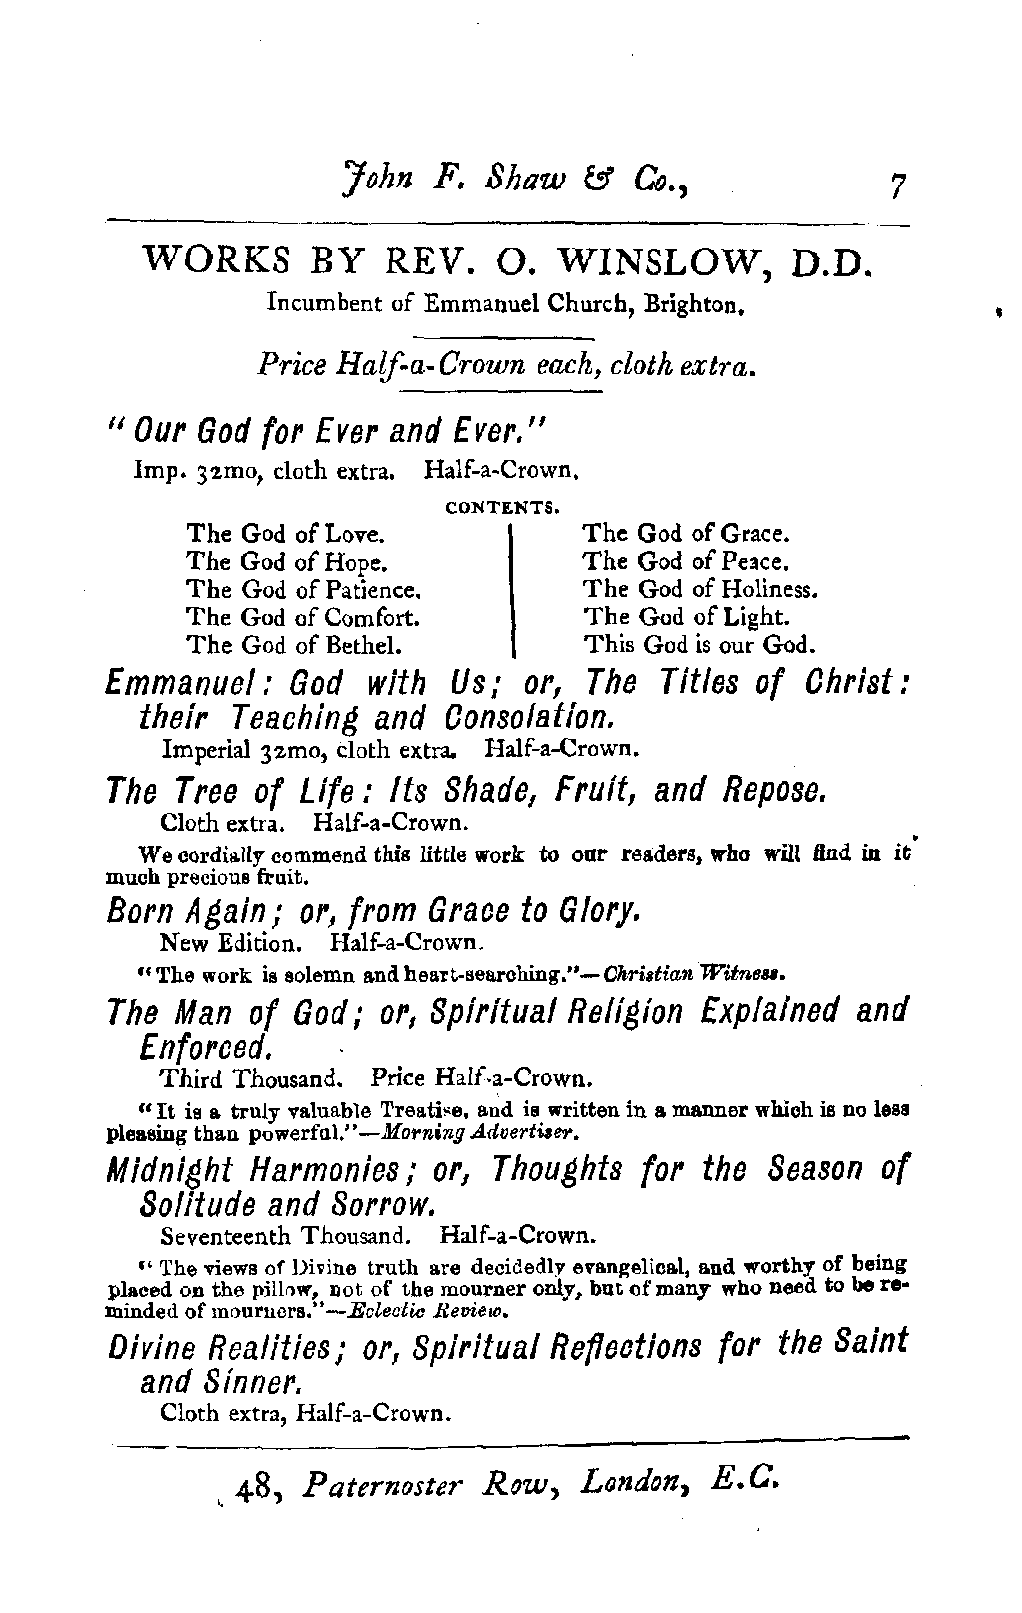 John F. Shaw & Co., 7
WORKS BY REV. O. WINSLOW, D.D.
Incumbent of Emmanuel Church, Brighton.
Price Half-a-Crown each, cloth extra.
"Our God for Ever and Ever."
Imp. 32mo, cloth extra. Half-a-Crown.
CONTENTS.
The God of Love.
The God of Hope.
The God of Patience.
The God of Comfort.
The God of Bethel.
The God of Grace.
The God of Peace.
The God of Holiness.
The God of Light.
This God is our God.
Emmanuel: God with Us; or, The Titles of Christ:
their Teaching and Consolation.
Imperial 32mo, cloth extra. Half-a-Crown.
The Tree of Life: Its Shade, Fruit, and Repose.
Cloth extra. Half-a-Crown.
We cordially commend this little work to our readers, who will find in it
much precious fruit.
Born Again; or, from Grace to Glory.
New Edition. Half-a-Crown.
"The work is solemn and heart-searching."—Christian Witness.
The Man of God; or, Spiritual Religion Explained and
Enforced.
Third Thousand. Price Half-a-Crown.
"It is a truly valuable Treatise, and is written in a manner which is no less
pleasing than powerful."—Morning Advertiser.
Midnight Harmonies; or, Thoughts for the Season of
Solitude and Sorrow.
Seventeenth Thousand. Half-a-Crown.
"The views of Divine truth are decidedly evangelical, and worthy of being
placed on the pillow, not of the mourner only, but of many who need to be re-
minded of mourners."—Eclectic Review.
Divine Realities; or, Spiritual Reflections for the Saint
and Sinner.
Cloth extra, Half-a-Crown.
48, Paternoster Row, London, E.C.